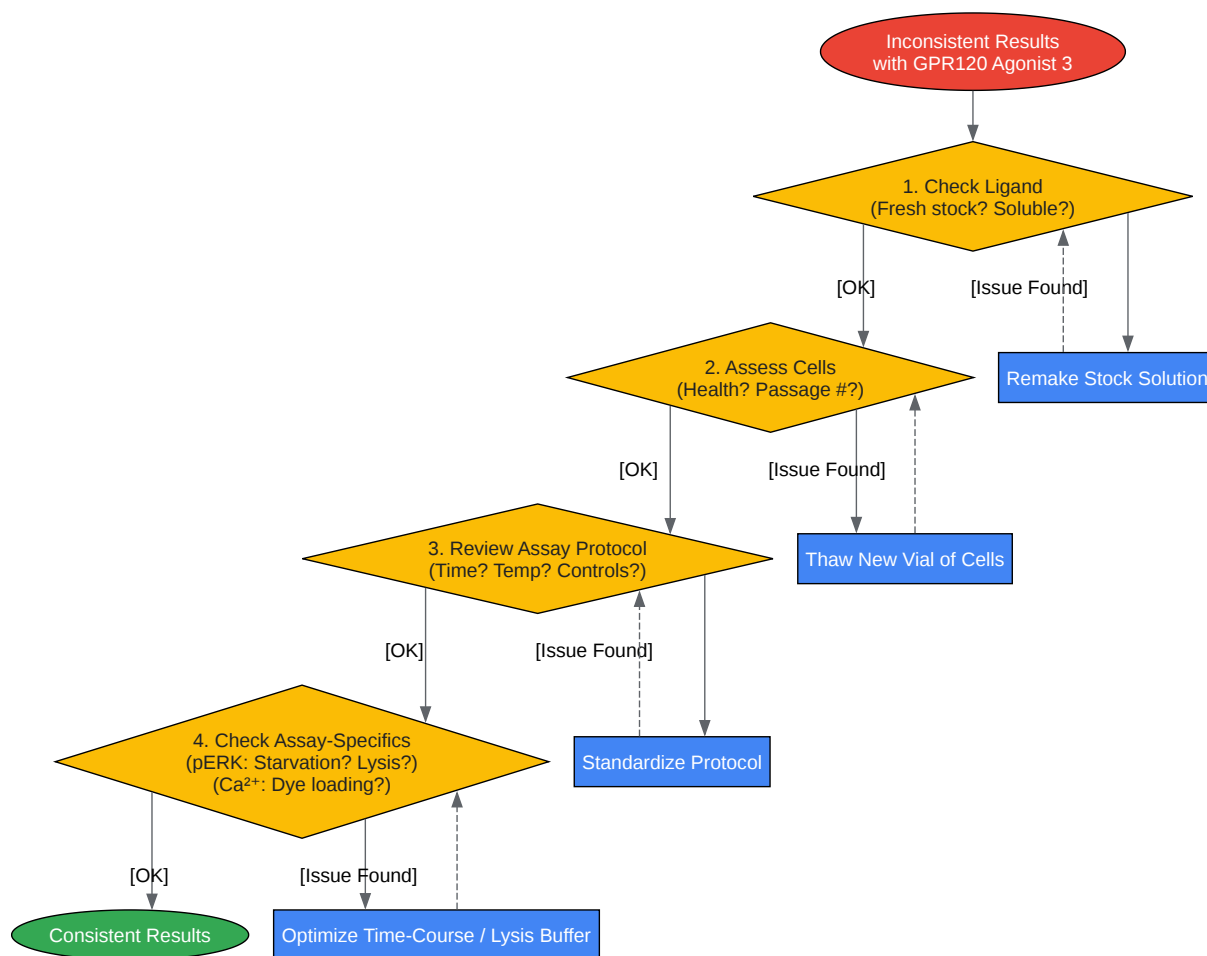 Inconsistent Results
with GPR120 Agonist 3
1. Check Ligand
(Fresh stock? Soluble?)
[OK]
[Issue Found]
Remake Stock Solution
2. Assess Cells
(Health? Passage #?)
[OK]
[Issue Found]
Thaw New Vial of Cells
3. Review Assay Protocol
(Time? Temp? Controls?)
[OK]
[Issue Found]
Standardize Protocol
4. Check Assay-Specifics
(pERK: Starvation? Lysis?)
(Ca²⁺: Dye loading?)
[OK]
[Issue Found]
Consistent Results
Optimize Time-Course / Lysis Buffer